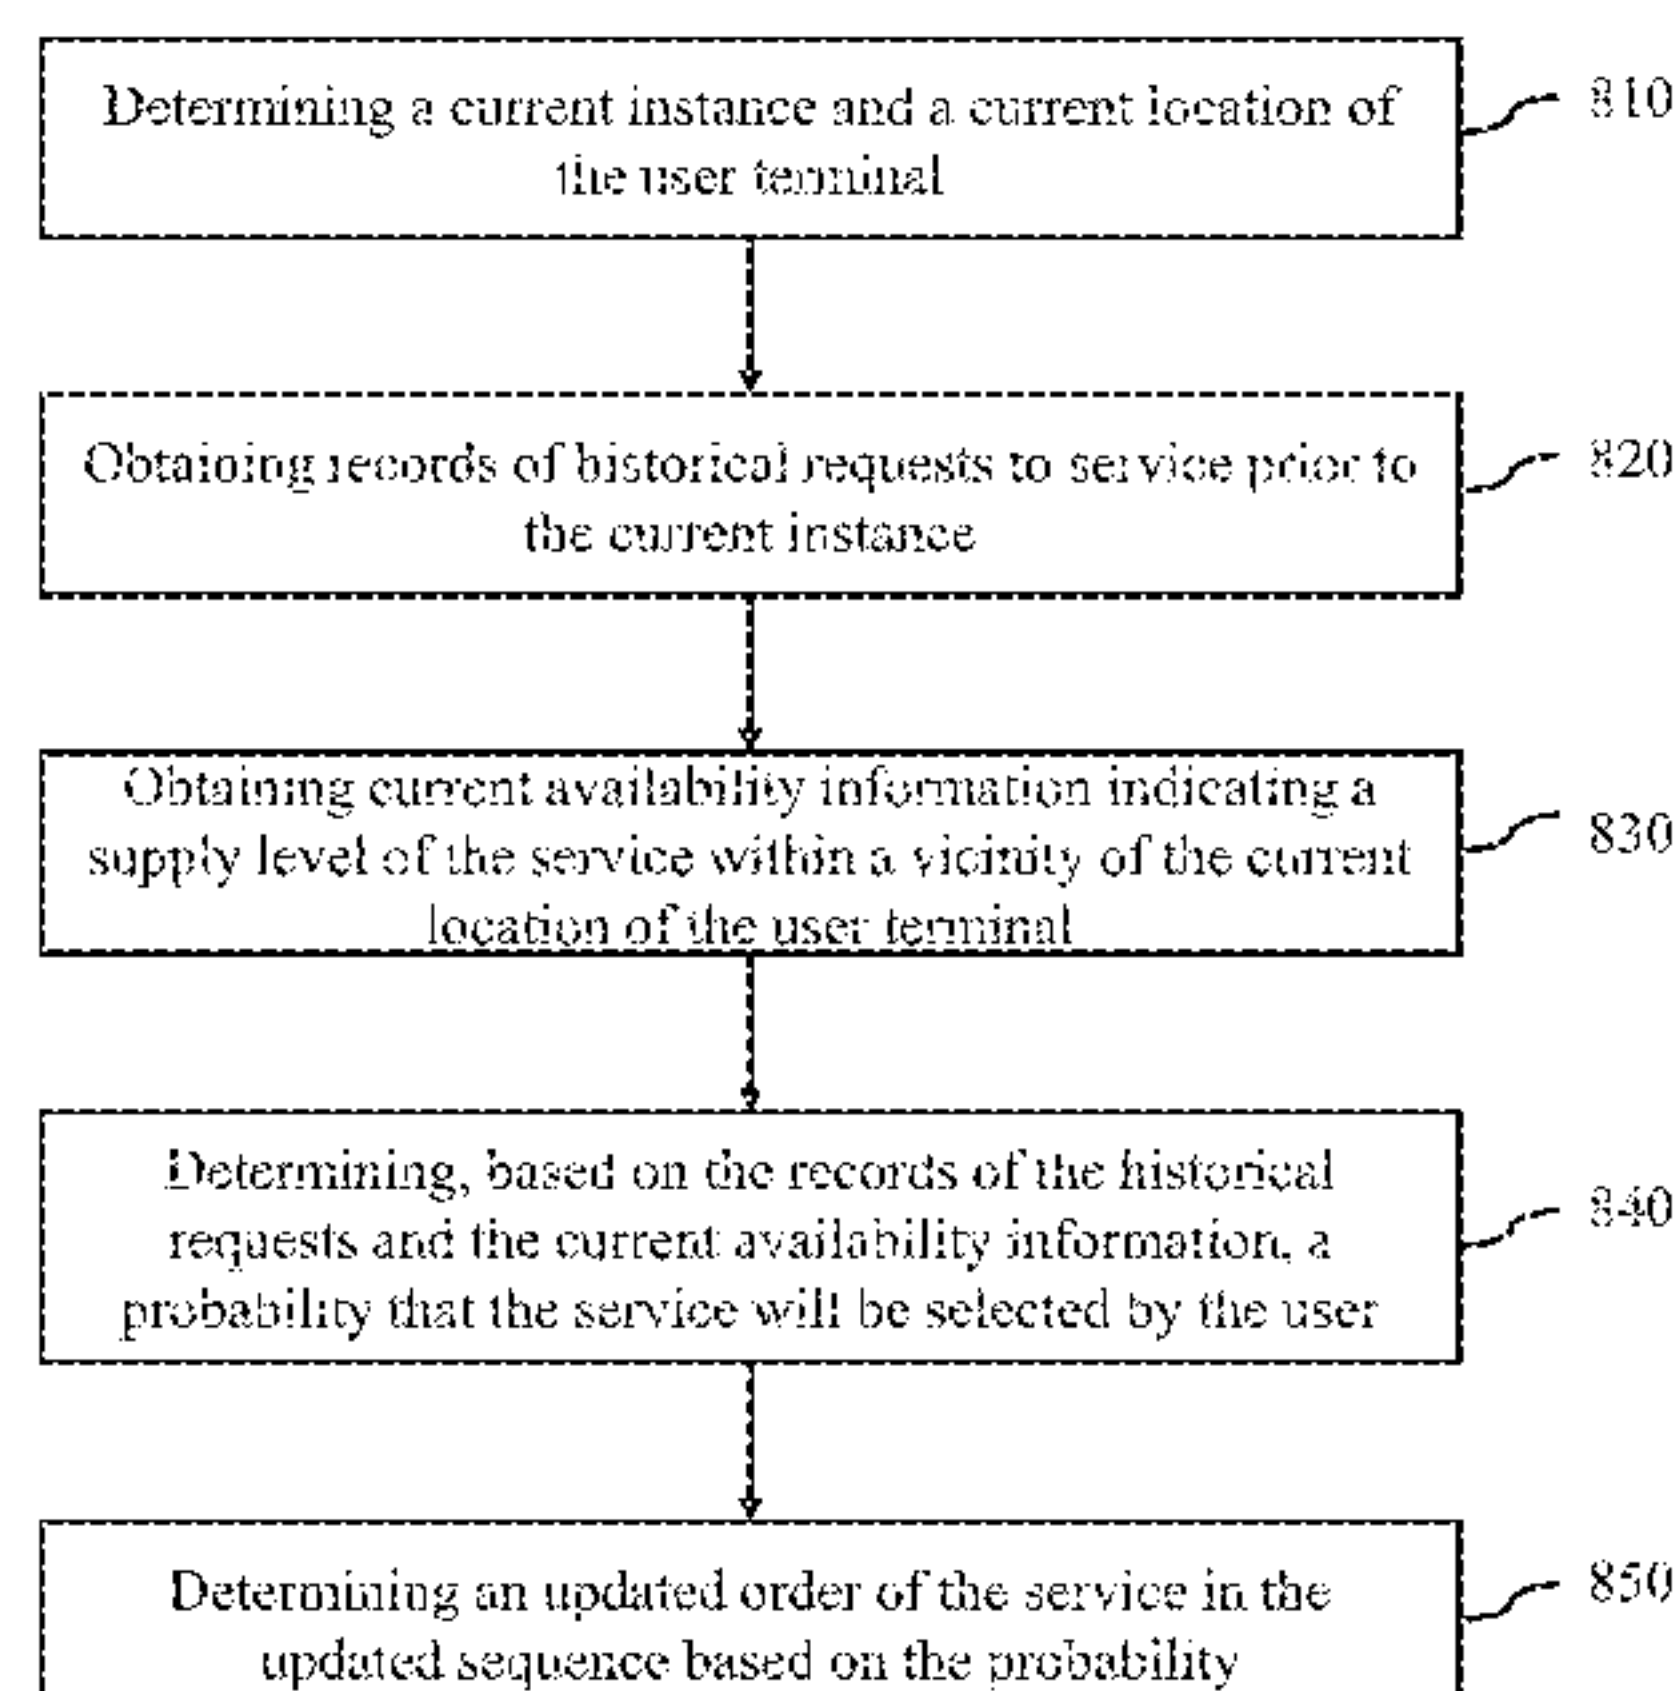 Determining a current instance and a current location of
the user terminal
810
Obtaining records of historical requests to service prior to
the current instance
820
Obtaining current availability information indicating a
supply level of the service within a vicinity of the current
location of the user terminal
830
Determining, based on the records of the historical
requests and the current availability information, a
probability that the service will be selected by the user
840
Determining an updated order of the service in the
updated sequence based on the probability
850